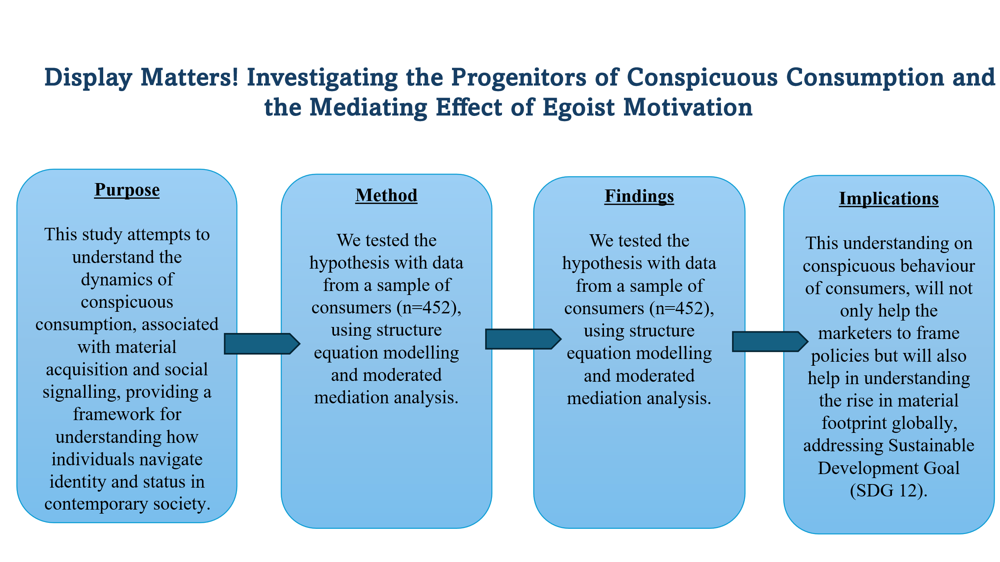 Display Matters! Investigating the Progenitors of Conspicuous Consumption and
the Mediating Effect of Egoist Motivation
Purpose
This study attempts to
understand the
dynamics of
conspicuous
consumption, associated
with material
acquisition and social
signalling, providing a
framework for
understanding how
individuals navigate
identity and status in
contemporary society.
Method
We tested the
hypothesis with data
from a sample of
consumers (n=452),
using structure
equation modelling
and moderated
mediation analysis.
Findings
We tested the
hypothesis with data
from a sample of
consumers (n=452),
using structure
equation modelling
and moderated
mediation analysis.
Implications
This understanding on
conspicuous behaviour
of consumers, will not
only help the
marketers to frame
policies but will also
help in understanding
the rise in material
footprint globally,
addressing Sustainable
Development Goal
(SDG 12).